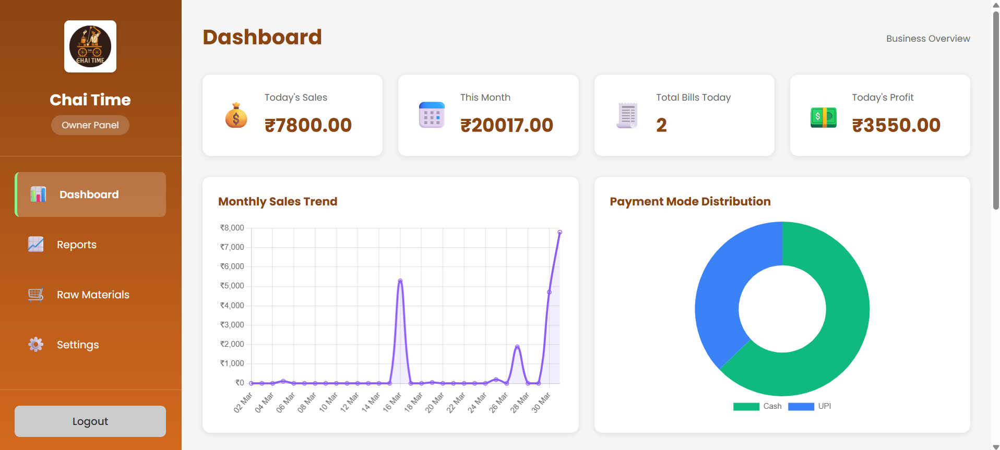 THE
CHAI TIME
Chai Time
Owner Panel
Dashboard
Reports
Raw Materials
Settings
Logout
Dashboard
Business Overview
Today's Sales
₹7800.00
This Month
₹20017.00
Total Bills Today
2
Today's Profit
₹3550.00
Monthly Sales Trend
₹8,000
₹7,000
₹6,000
₹5,000
₹4,000
₹3,000
₹2,000
₹1,000
₹0
02 Mar
04 Mar
06 Mar
08 Mar
10 Mar
12 Mar
14 Mar
16 Mar
18 Mar
20 Mar
22 Mar
24 Mar
26 Mar
28 Mar
30 Mar
Payment Mode Distribution
Cash
UPI